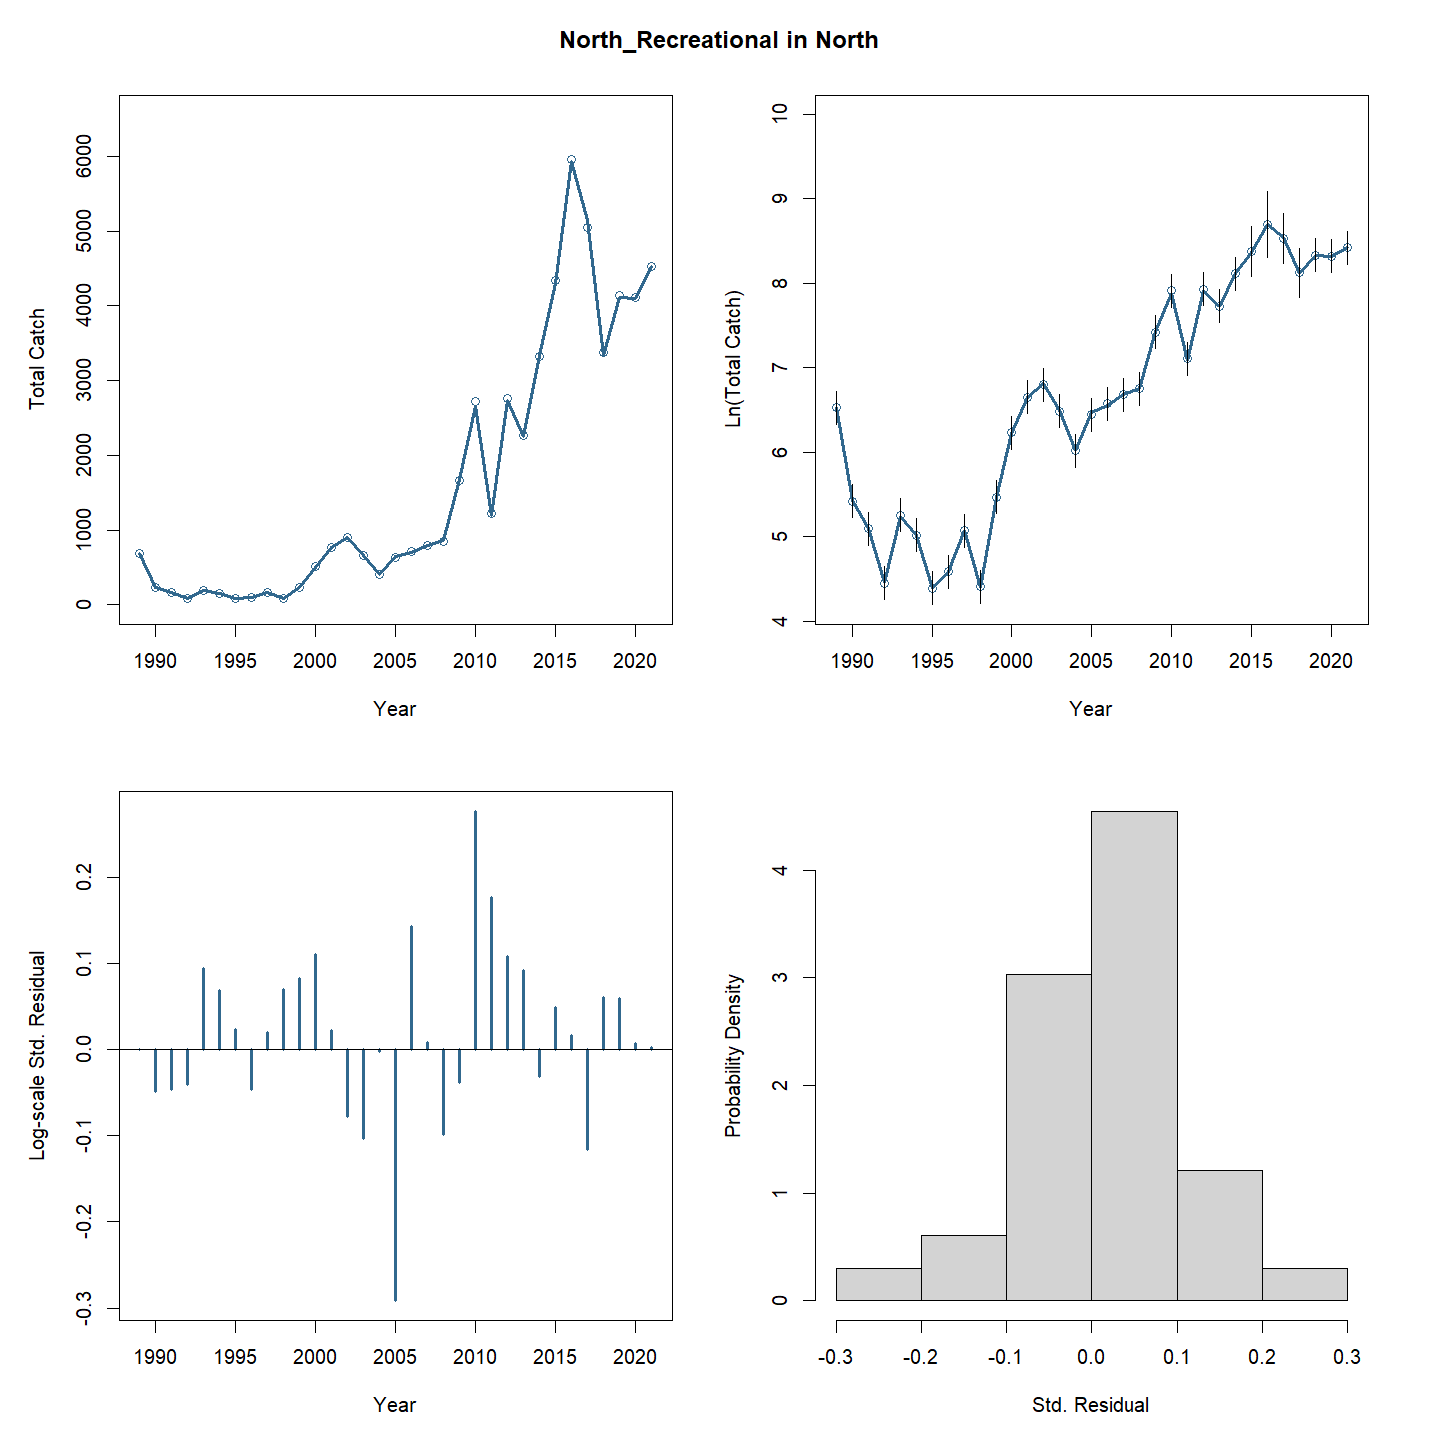 North_Recreational in North
Total Catch
6000
5000
4000
3000
2000
1000
0
1990 1995 2000 2005 2010 2015 2020
Year
Ln(Total Catch)
10
9
8
7
6
5
4
1990 1995 2000 2005 2010 2015 2020
Year
Log-scale Std. Residual
0.2
0.1
0.0
-0.1
-0.2
-0.3
1990 1995 2000 2005 2010 2015 2020
Year
Probability Density
4
3
2
1
0
-0.3 -0.2 -0.1 0.0 0.1 0.2 0.3
Std. Residual